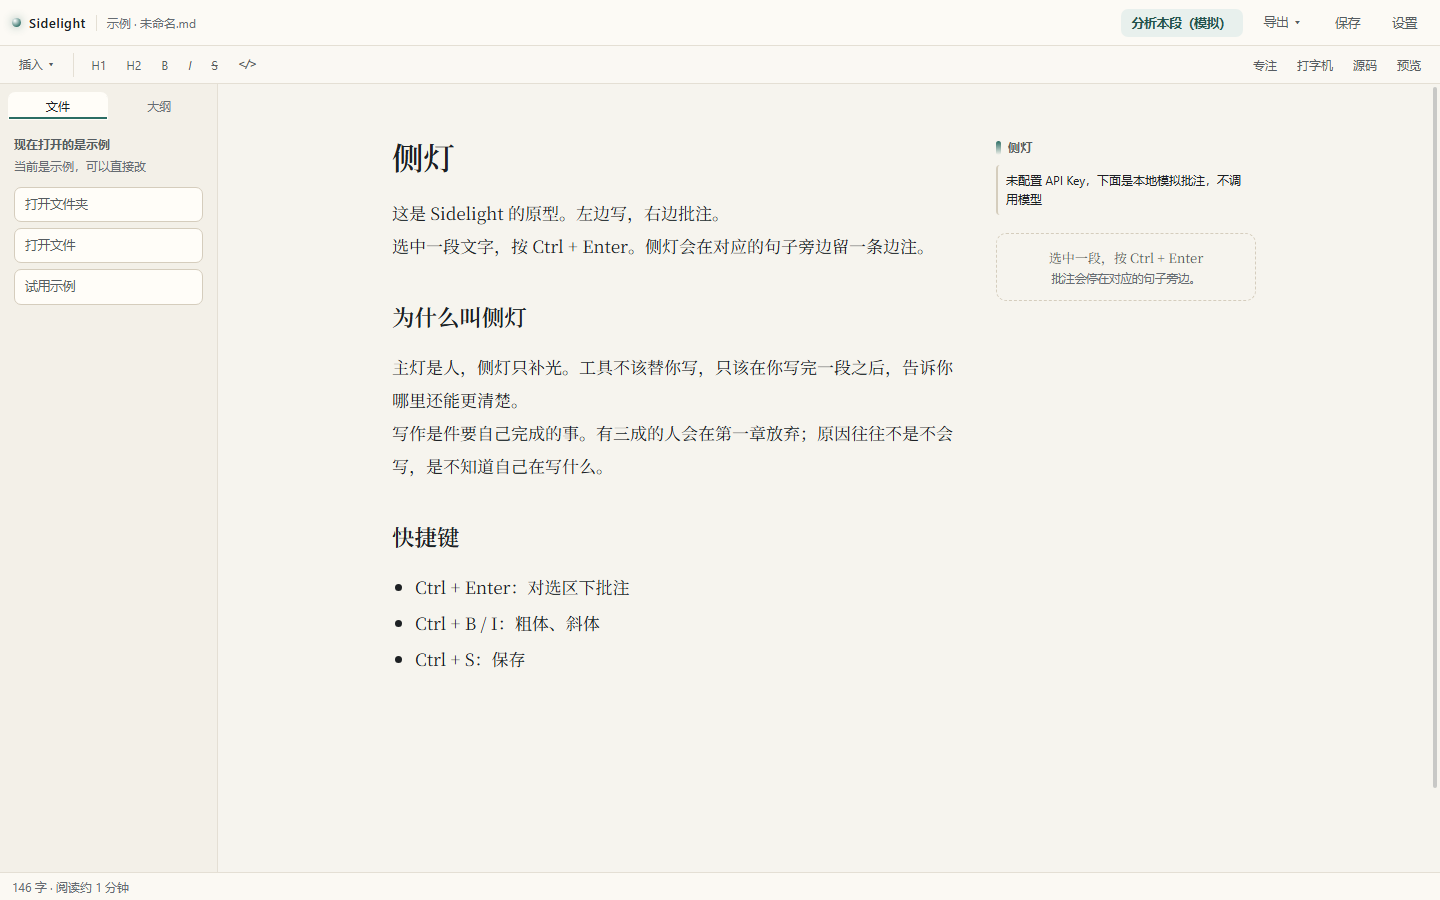 Sidelight
示例 · 未命名.md
分析本段（模拟）
导出
保存
设置
插入
H1
H2
B
I
S
</>
专注
打字机
源码
预览
文件
大纲
现在打开的是示例
当前是示例，可以直接改
打开文件夹
打开文件
试用示例
侧灯
这是 Sidelight 的原型。左边写，右边批注。
选中一段文字，按 Ctrl + Enter。侧灯会在对应的句子旁边留一条边注。
为什么叫侧灯
主灯是人，侧灯只补光。工具不该替你写，只该在你写完一段之后，告诉你
哪里还能更清楚。
写作是件要自己完成的事。有三成的人会在第一章放弃；原因往往不是不会
写，是不知道自己在写什么。
快捷键
Ctrl + Enter：对选区下批注
Ctrl + B / I：粗体、斜体
Ctrl + S：保存
侧灯
未配置 API Key，下面是本地模拟批注，不调
用模型
选中一段，按 Ctrl + Enter
批注会停在对应的句子旁边。
146 字 · 阅读约 1 分钟